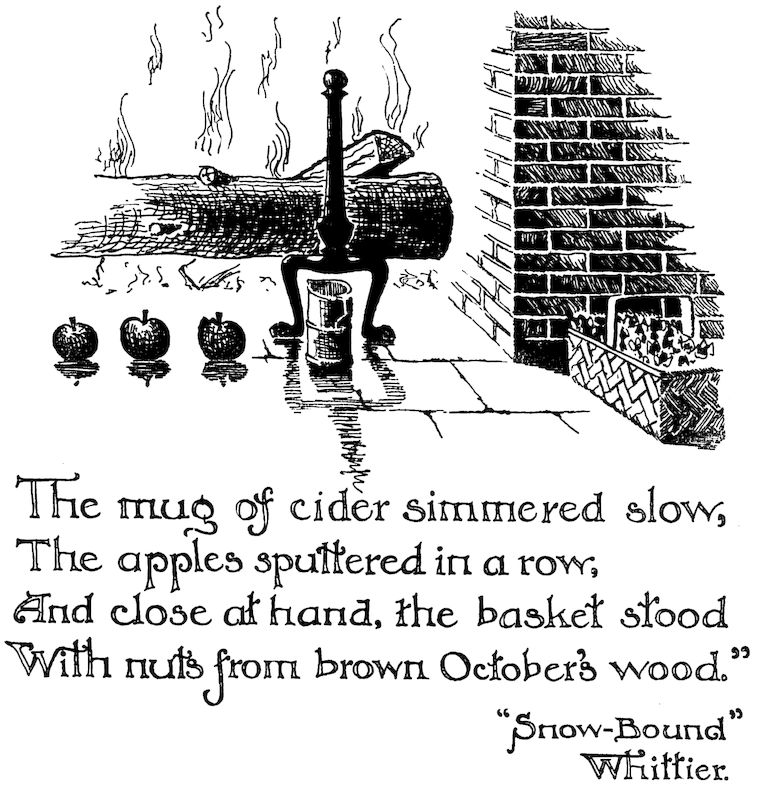 The mug of cider simmered slow,
The apples sputtered in a row,
And close at hand, the basket stood
With nuts from brown October's wood.”
“Snow-Bound”
Whittier.